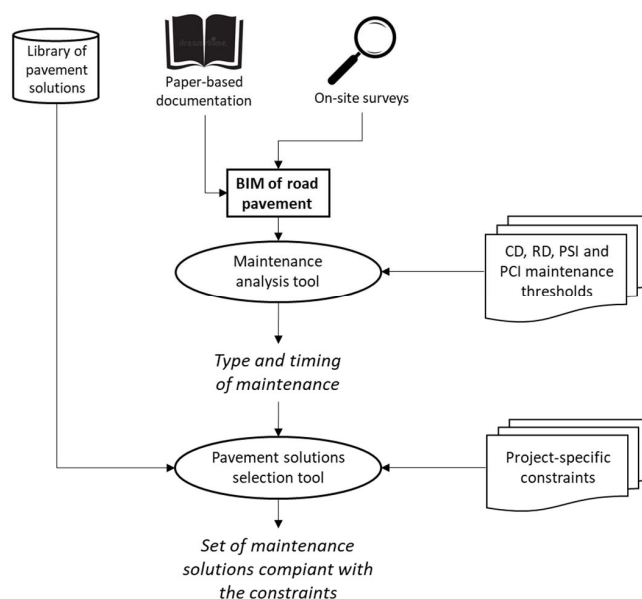 Library of
pavement
solutions
Paper-based
documentation
On-site surveys
BIM of road
pavement
Maintenance
analysis tool
CD, RD, PSI and
PCI maintenance
thresholds
Type and timing
of maintenance
Pavement solutions
selection tool
Project-specific
constraints
Set of maintenance
solutions compiant with
the constraints